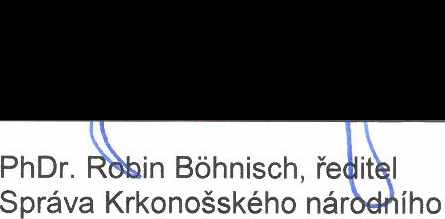 PhDr. Robin Böhnisch, ředitel
Správa Krkonošského národního